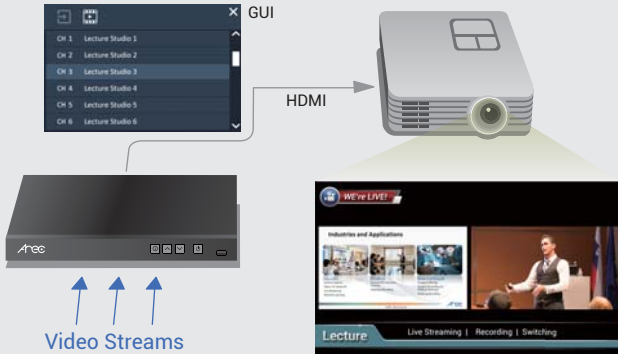 GUI
CH 1 Lecture Studio 1
CH 2 Lecture Studio 2
CH 3 Lecture Studio 3
CH 4 Lecture Studio 4
CH 5 Lecture Studio 5
CH 6 Lecture Studio 6
HDMI
Arec
Video Streams
WE're LIVE!
Industries and Applications
Arec
Lecture
Live Streaming | Recording | Switching